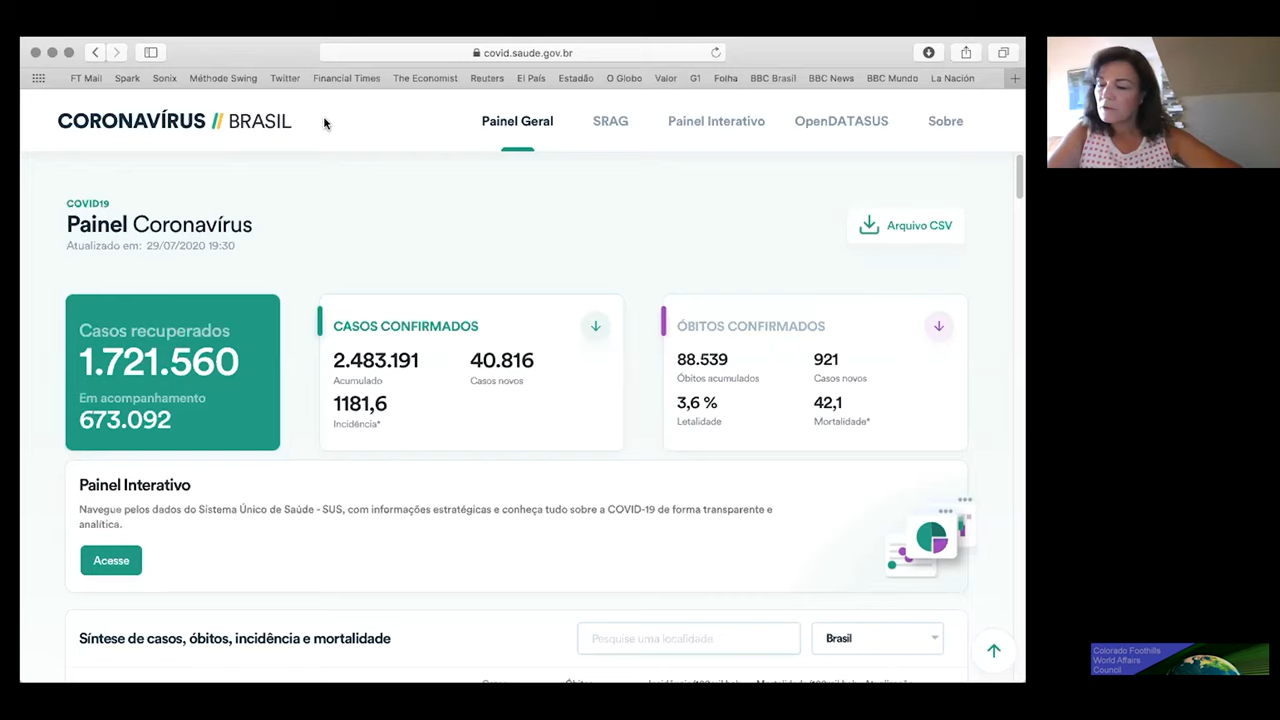 covid.saude.gov.br
FT Mail Spark Sonix Méthode Swing Twitter Financial Times The Economist Reuters El País Estadão O Globo Valor G1 Folha BBC Brasil BBC News BBC Mundo La Nación
CORONAVÍRUS // BRASIL
Painel Geral SRAG Painel Interativo OpenDATASUS Sobre
COVID19
Painel Coronavírus
Atualizado em: 29/07/2020 19:30
Arquivo CSV
Casos recuperados
1.721.560
Em acompanhamento
673.092
CASOS CONFIRMADOS
2.483.191 40.816
Acumulado Casos novos
1181,6
Incidência*
ÓBITOS CONFIRMADOS
88.539 921
Óbitos acumulados Casos novos
3,6 % 42,1
Letalidade Mortalidade*
Painel Interativo
Navegue pelos dados do Sistema Único de Saúde - SUS, com informações estratégicas e conheça tudo sobre a COVID-19 de forma transparente e
analítica.
Acesse
Síntese de casos, óbitos, incidência e mortalidade
Pesquise uma localidade
Brasil
Colorado Foothills
World Affairs
Council